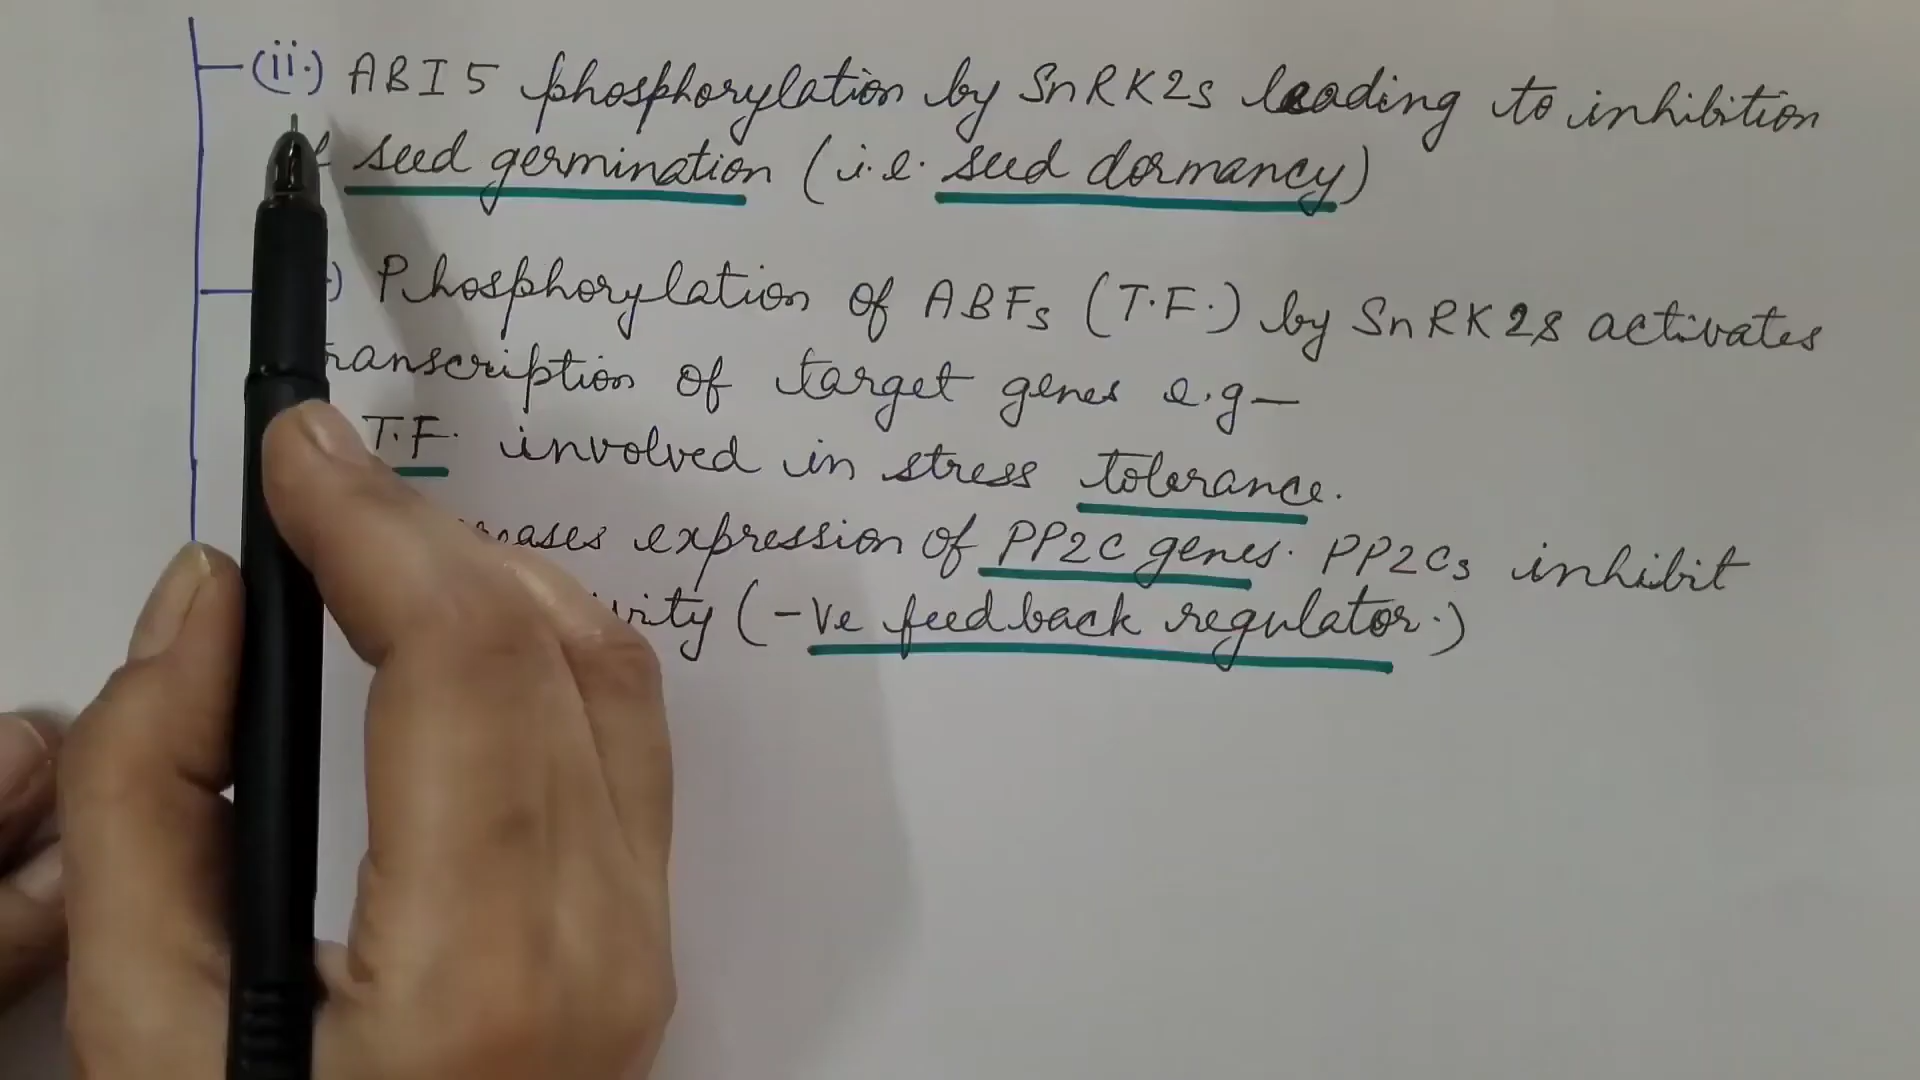 (ii.) ABI5 phosphorylation by SnRK2s leading to inhibition
seed germination (i.e. seed dormancy)
Phosphorylation of ABFs (T.F.) by SnRK2s activates
of target genes e.g—
T.F. involved in stress tolerance.
expression of PP2C genes. PP2Cs inhibit
(-ve feedback regulator.)